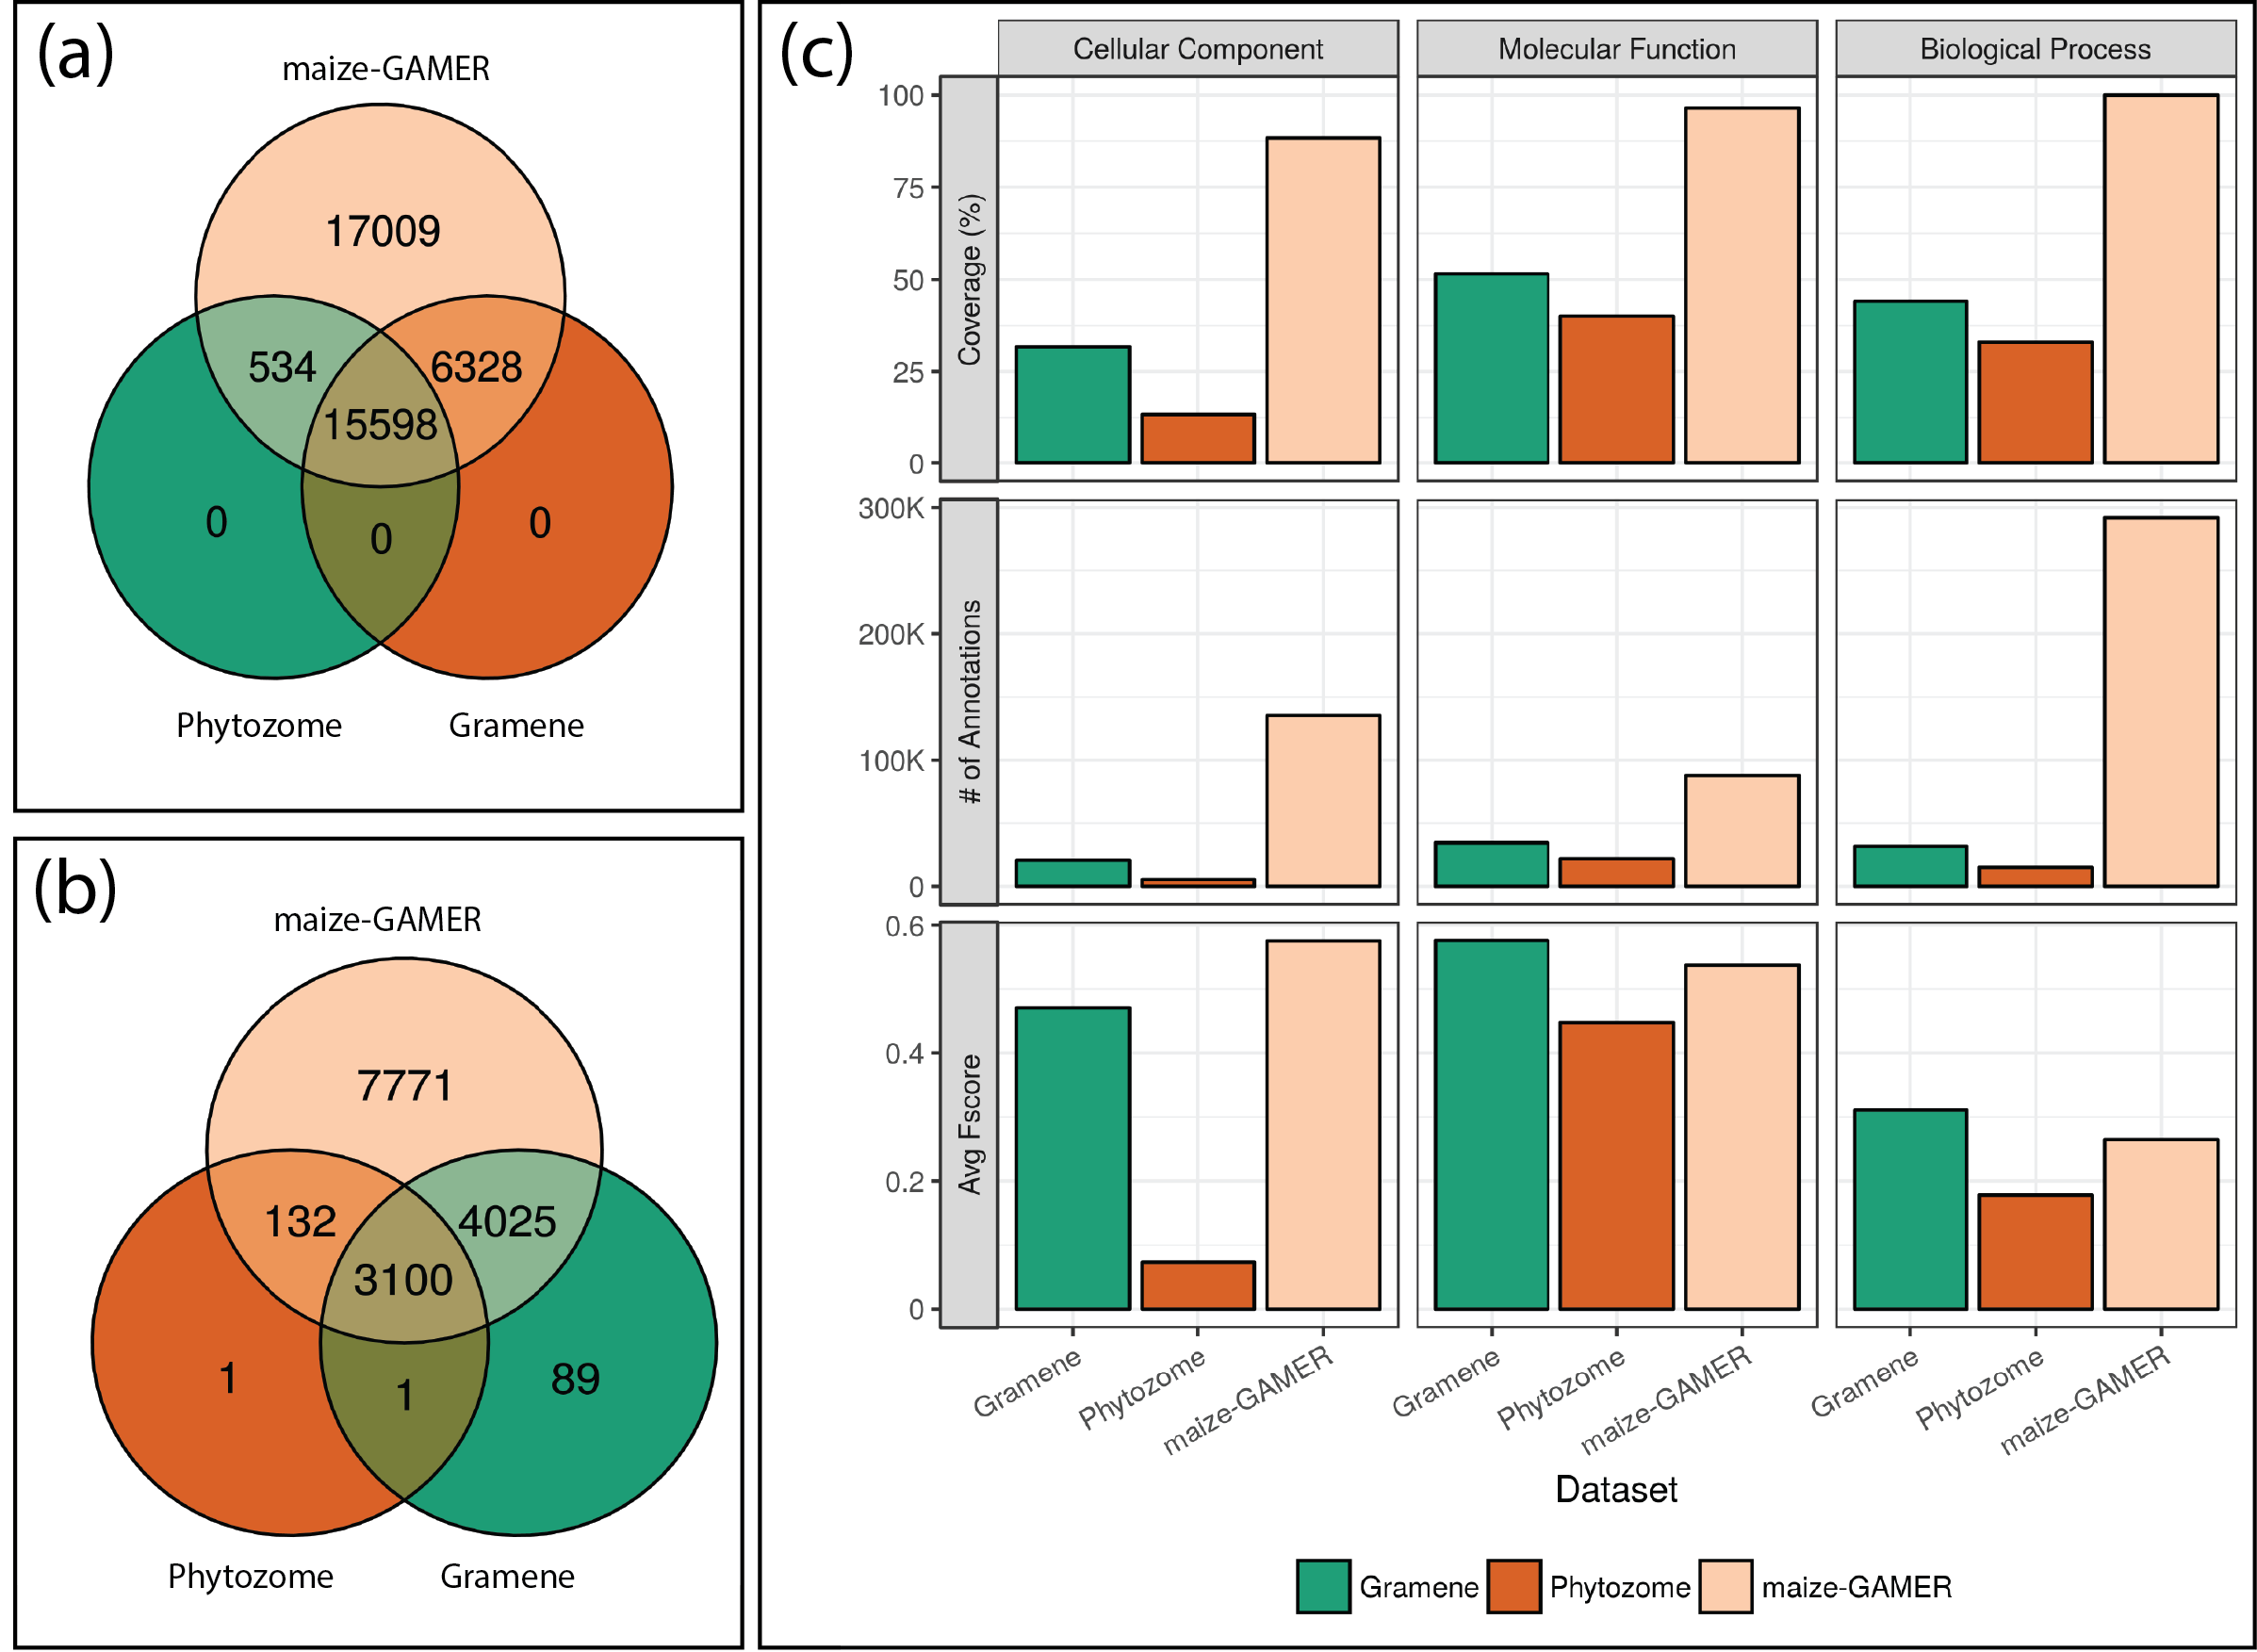 (a)
maize-GAMER
17009
534
6328
15598
0
0
0
Phytozome
Gramene
(b)
maize-GAMER
7771
132
4025
3100
1
1
89
Phytozome
Gramene
(c)
Cellular Component
Molecular Function
Biological Process
Coverage (%)
100
75
50
25
0
# of Annotations
300K
200K
100K
0
Avg Fscore
0.6
0.4
0.2
0
Gramene
Phytozome
maize-GAMER
Gramene
Phytozome
maize-GAMER
Gramene
Phytozome
maize-GAMER
Dataset
Gramene
Phytozome
maize-GAMER